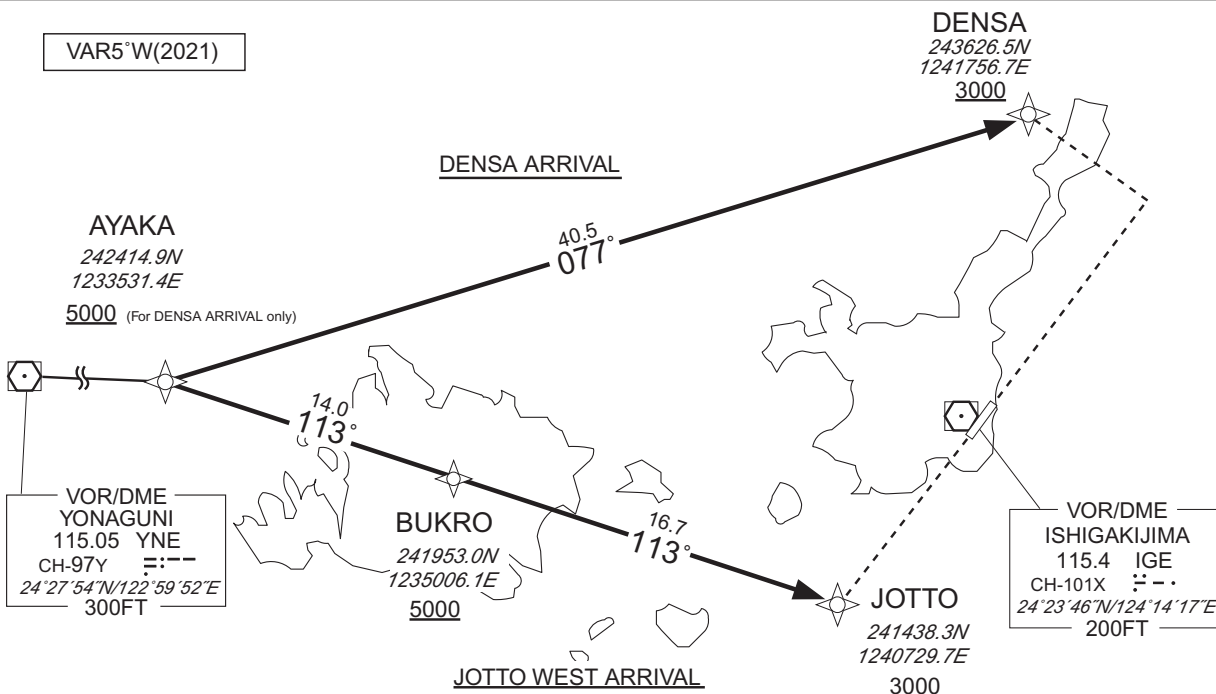 VAR5°W(2021)
DENSA
243626.5N
1241756.7E
3000
DENSA ARRIVAL
AYAKA
242414.9N
1233531.4E
5000 (For DENSA ARRIVAL only)
40.5
077°
14.0
113°
VOR/DME
YONAGUNI
115.05 YNE
CH-97Y
24°27´54˝N/122°59´52˝E
300FT
BUKRO
241953.0N
1235006.1E
5000
16.7
113°
JOTTO
241438.3N
1240729.7E
3000
VOR/DME
ISHIGAKIJIMA
115.4 IGE
CH-101X
24°23´46˝N/124°14´17˝E
200FT
JOTTO WEST ARRIVAL